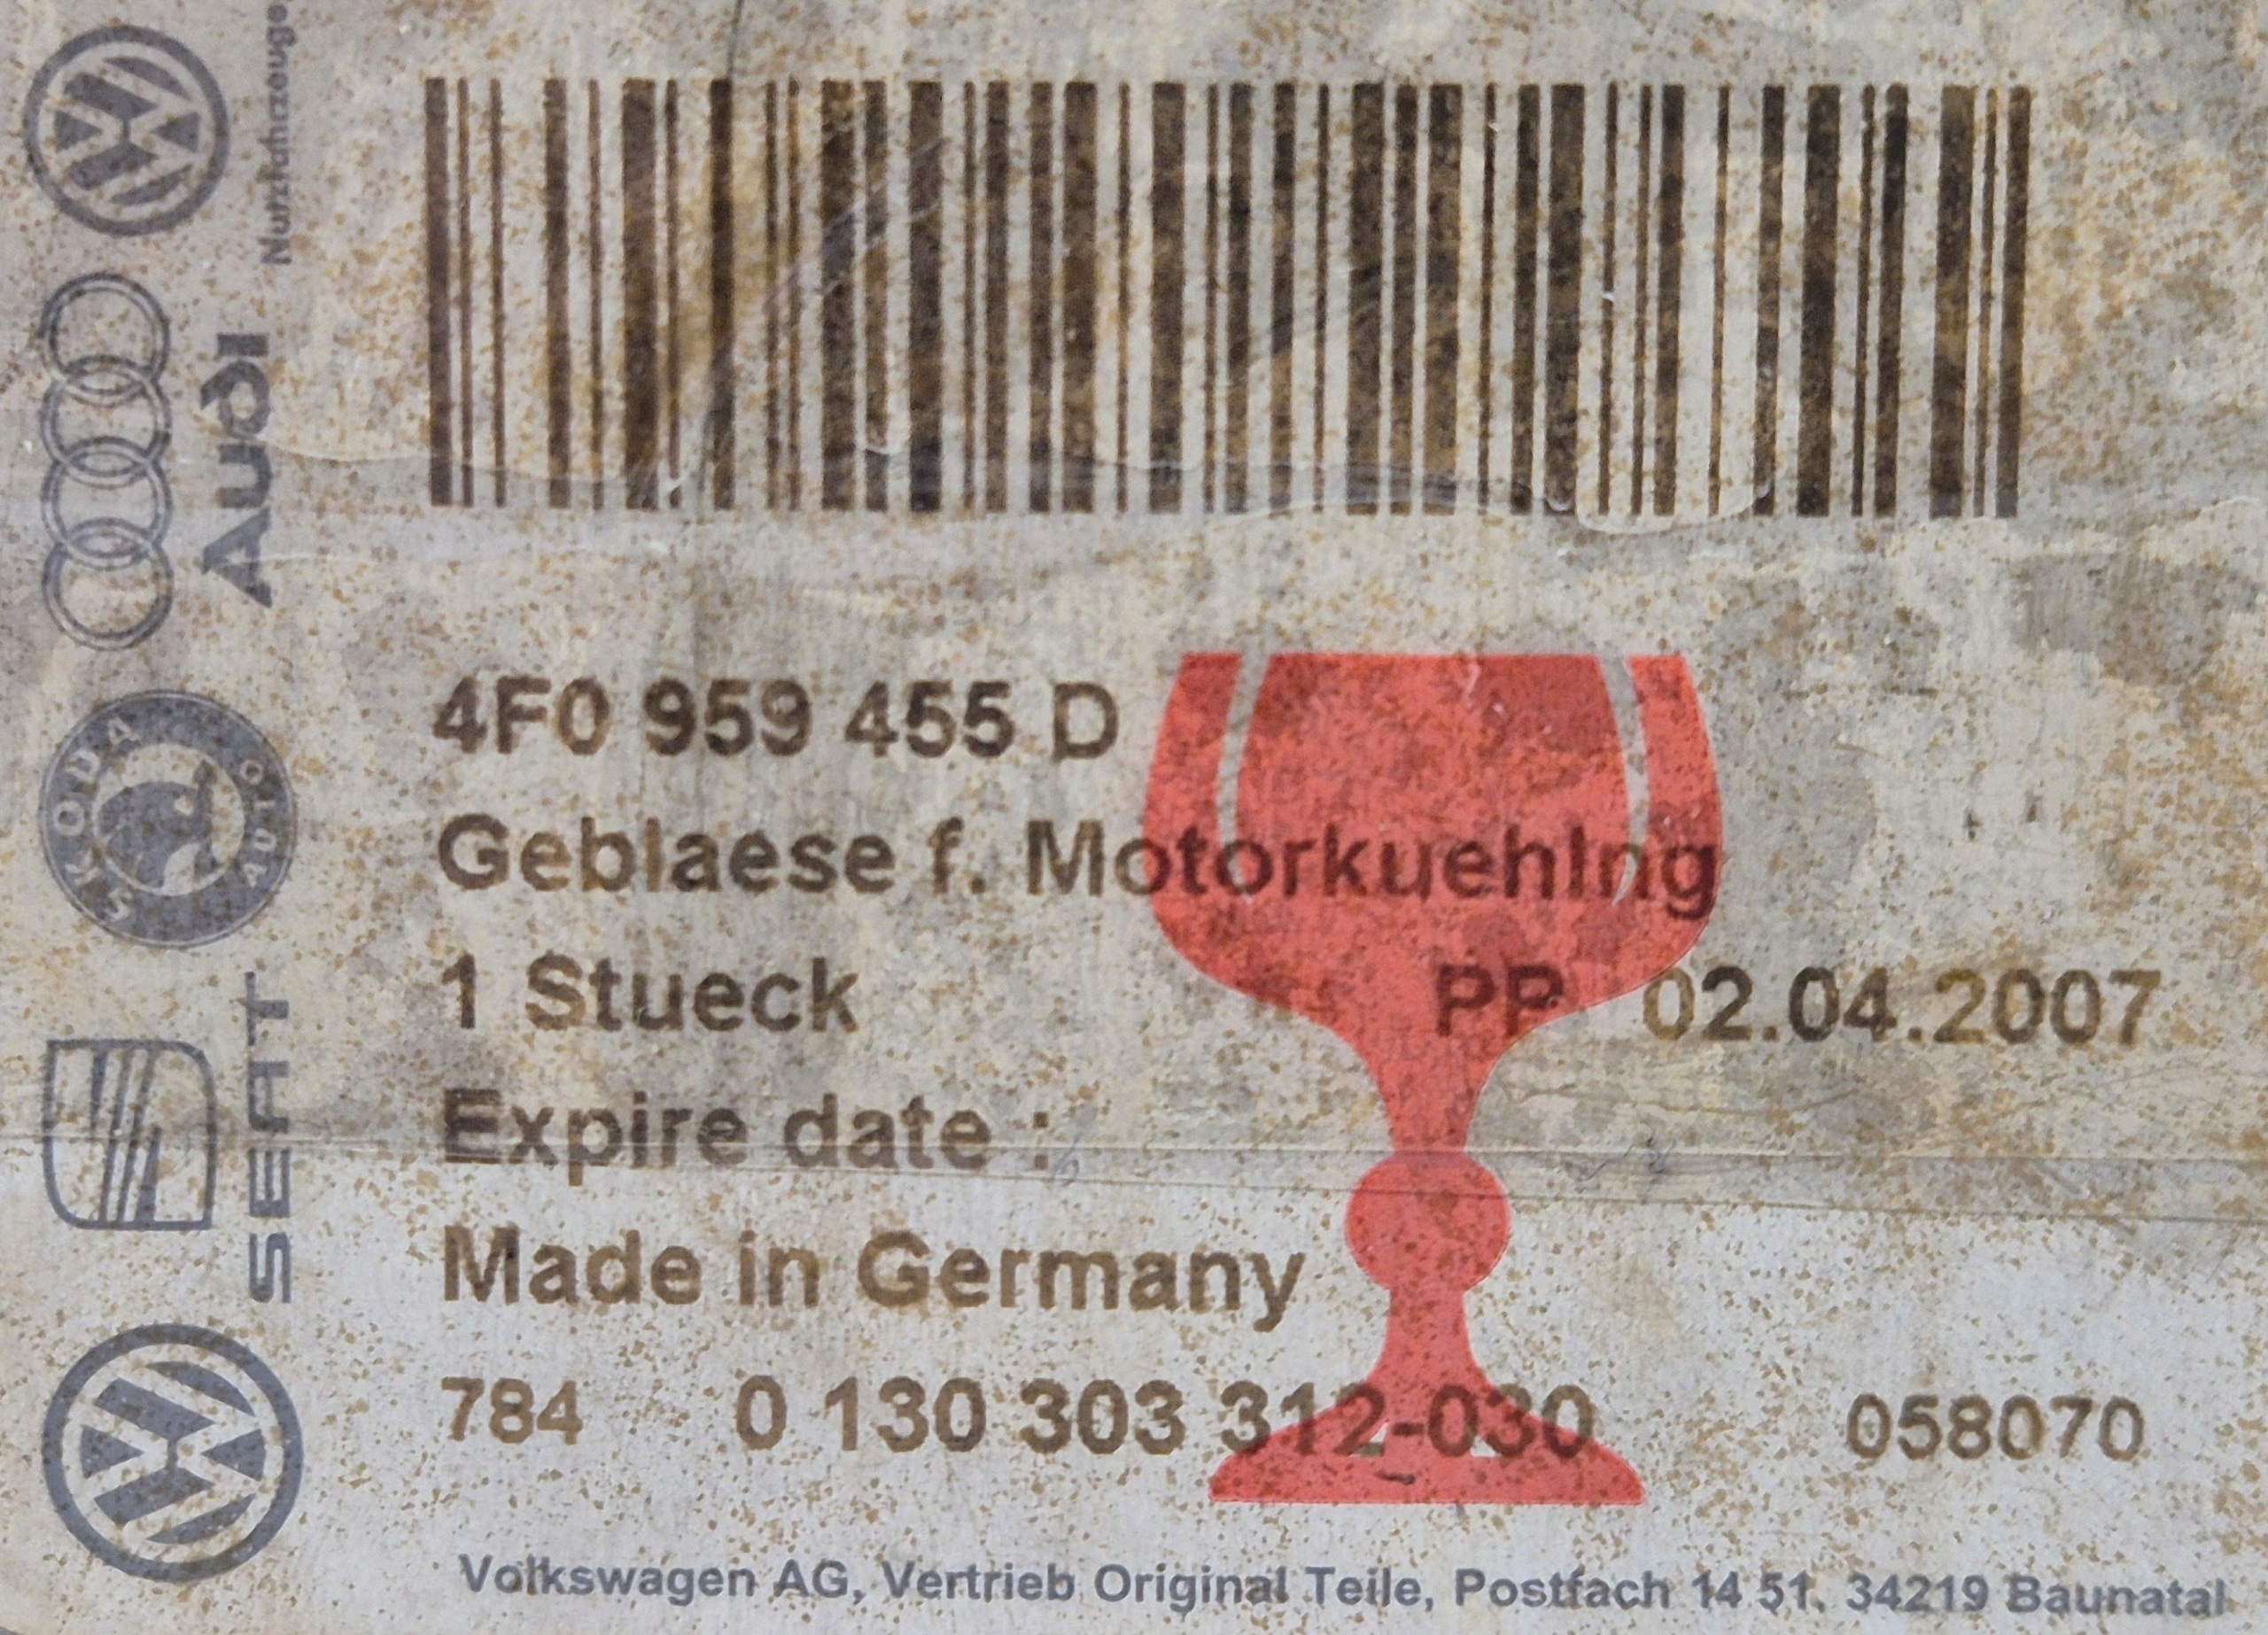 Nutzfahrzeuge
Audi
SKODA
AUTO
SEAT
4F0 959 455 D
Geblaese f. Motorkuehlng
1 Stueck PP 02.04.2007
Expire date :
Made in Germany
784 0 130 303 312-030 058070
Volkswagen AG, Vertrieb Original Teile, Postfach 14 51, 34219 Baunatal